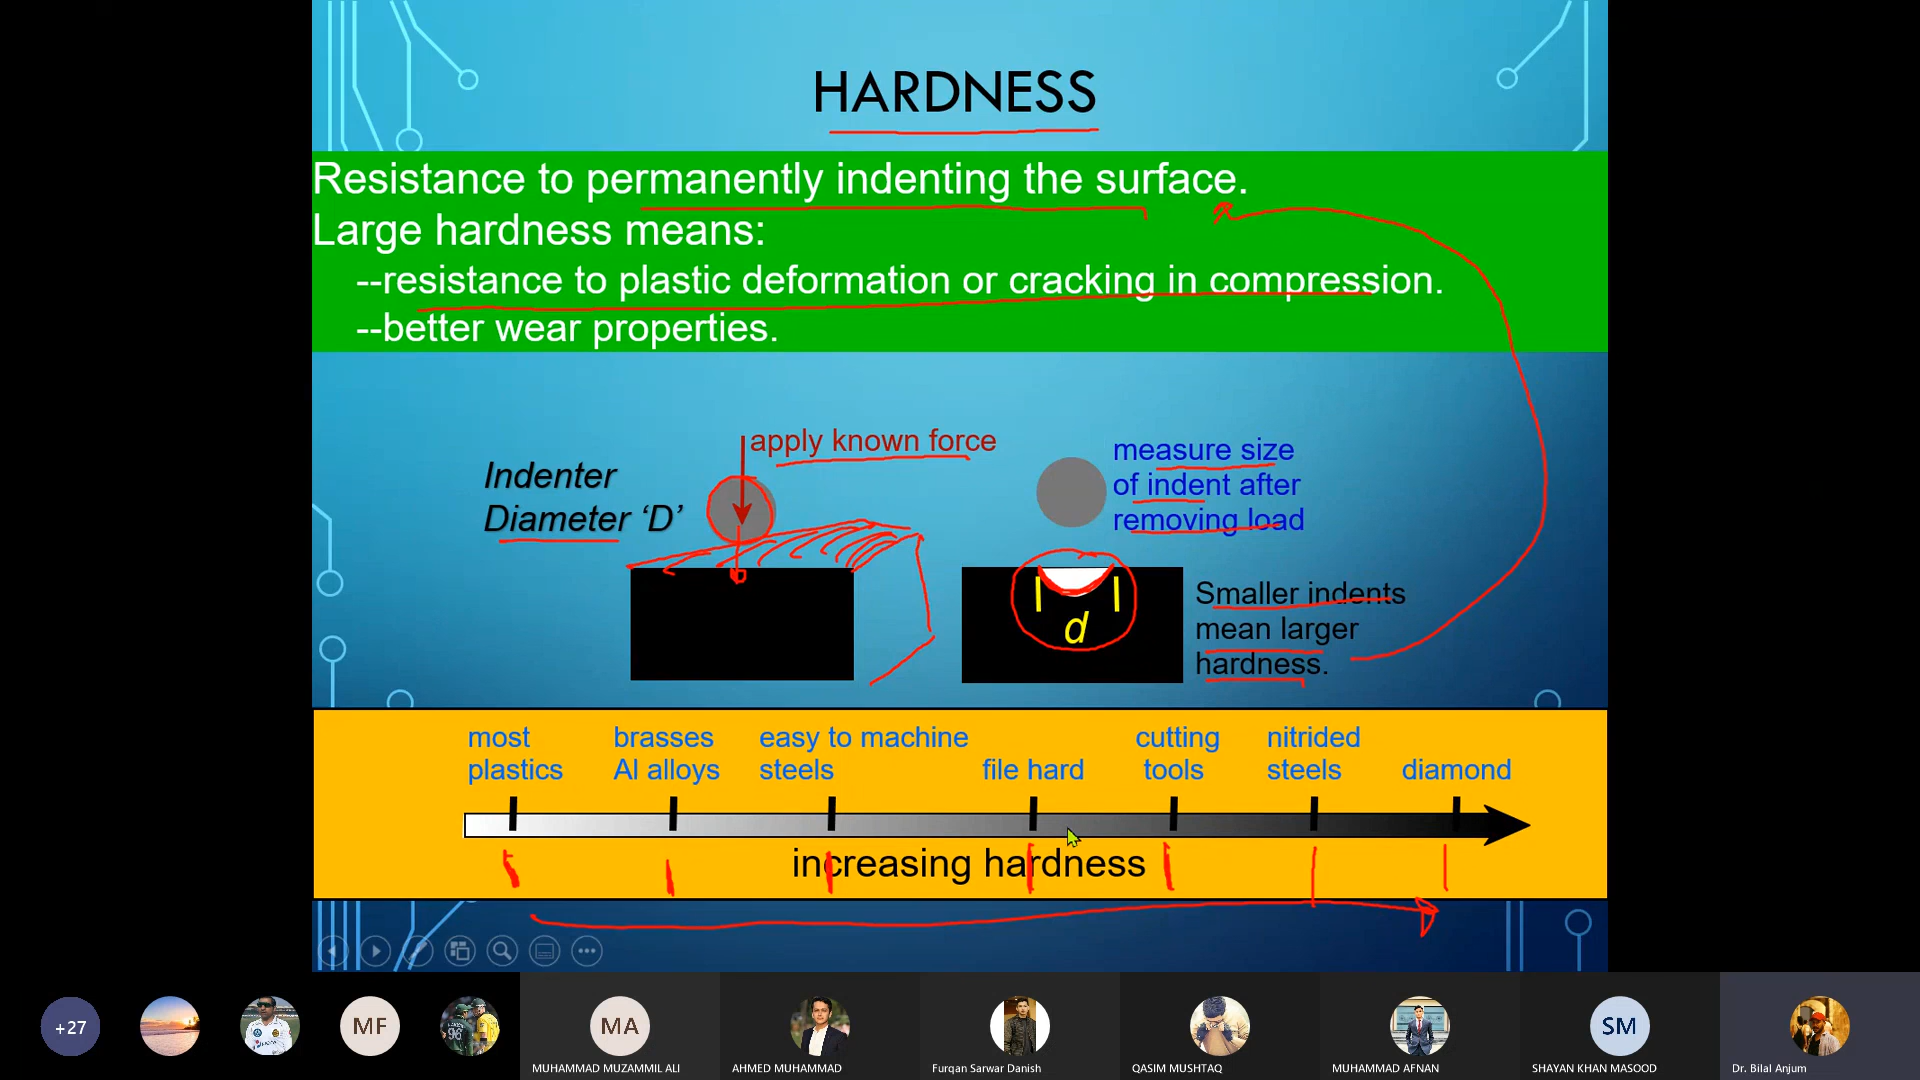 HARDNESS
Resistance to permanently indenting the surface.
Large hardness means:
--resistance to plastic deformation or cracking in compression.
--better wear properties.
Indenter
Diameter ‘D’
apply known force
measure size
of indent after
removing load
d
Smaller indents
mean larger
hardness.
most
plastics
brasses
Al alloys
easy to machine
steels
file hard
cutting
tools
nitrided
steels
diamond
increasing hardness
+27
MF
96
MA
SM
MUHAMMAD MUZAMMIL ALI
AHMED MUHAMMAD
Furqan Sarwar Danish
QASIM MUSHTAQ
MUHAMMAD AFNAN
SHAYAN KHAN MASOOD
Dr. Bilal Anjum